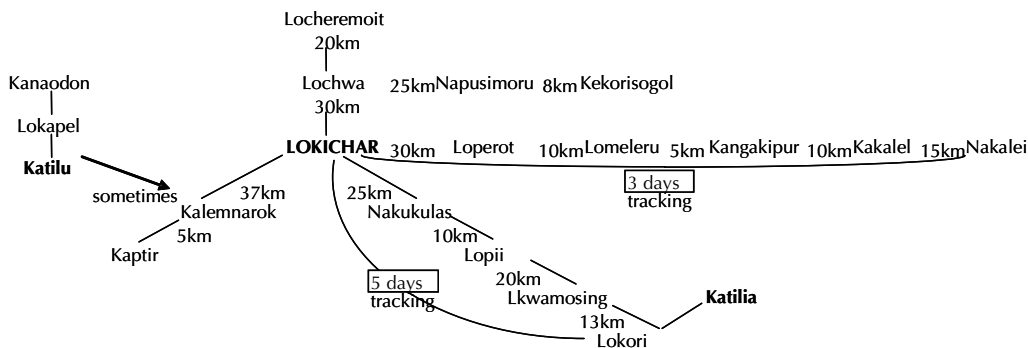 Locheremoit
20km
Kanaodon
Lochwa 25km Napusimoru 8km Kekorisogol
30km
Lokapel
LOKICHAR 30km Loperot 10km Lomeleru 5km Kangakipur 10km Kakalel 15km Nakalei
Katilu
3 days
tracking
sometimes 37km 25km
Kalemnarok Nakukulas
5km 10km
Kaptir Lopii
5 days
tracking
20km
Lkwamosing Katilia
13km
Lokori